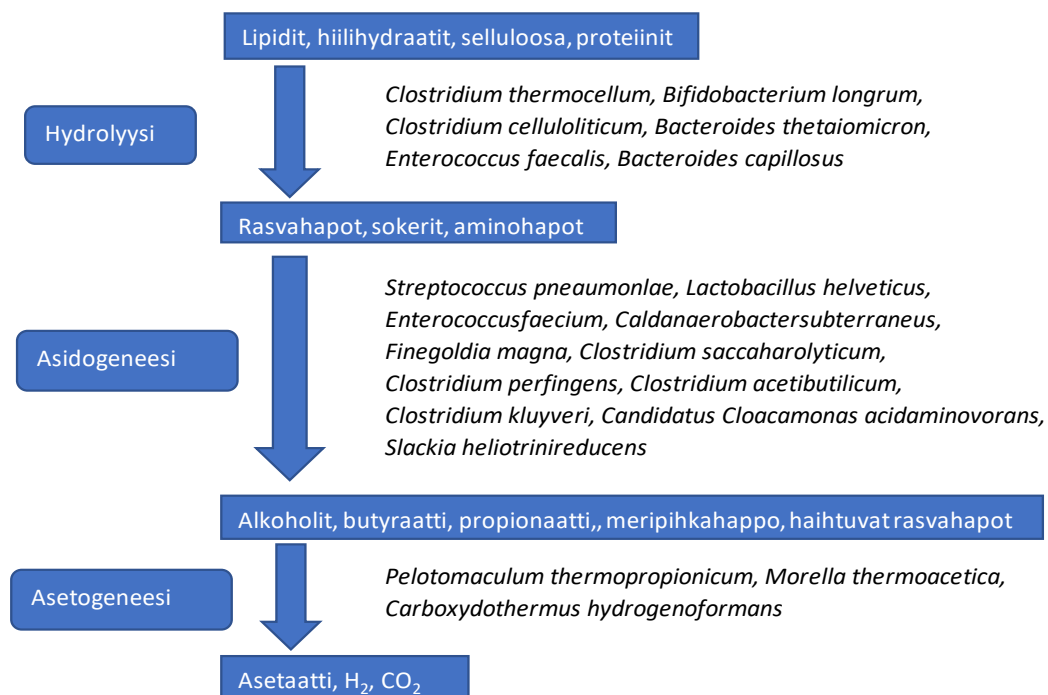 Lipidit, hiilihydraatit, selluloosa, proteiinit
Hydrolyysi
Clostridium thermocellum, Bifidobacterium longrum,
Clostridium celluloliticum, Bacteroides thetaiomicron,
Enterococcus faecalis, Bacteroides capillosus
Rasvahapot, sokerit, aminohapot
Asidogeneesi
Streptococcus pneaumonlae, Lactobacillus helveticus,
Enterococcusfaecium, Caldanaerobactersubterraneus,
Finegoldia magna, Clostridium saccaharolyticum,
Clostridium perfingens, Clostridium acetibutilicum,
Clostridium kluyveri, Candidatus Cloacamonas acidaminovorans,
Slackia heliotrinireducens
Alkoholit, butyraatti, propionaatti,, meripihkahappo, haihtuvat rasvahapot
Asetogeneesi
Pelotomaculum thermopropionicum, Morella thermoacetica,
Carboxydothermus hydrogenoformans
Asetaatti, H₂, CO₂